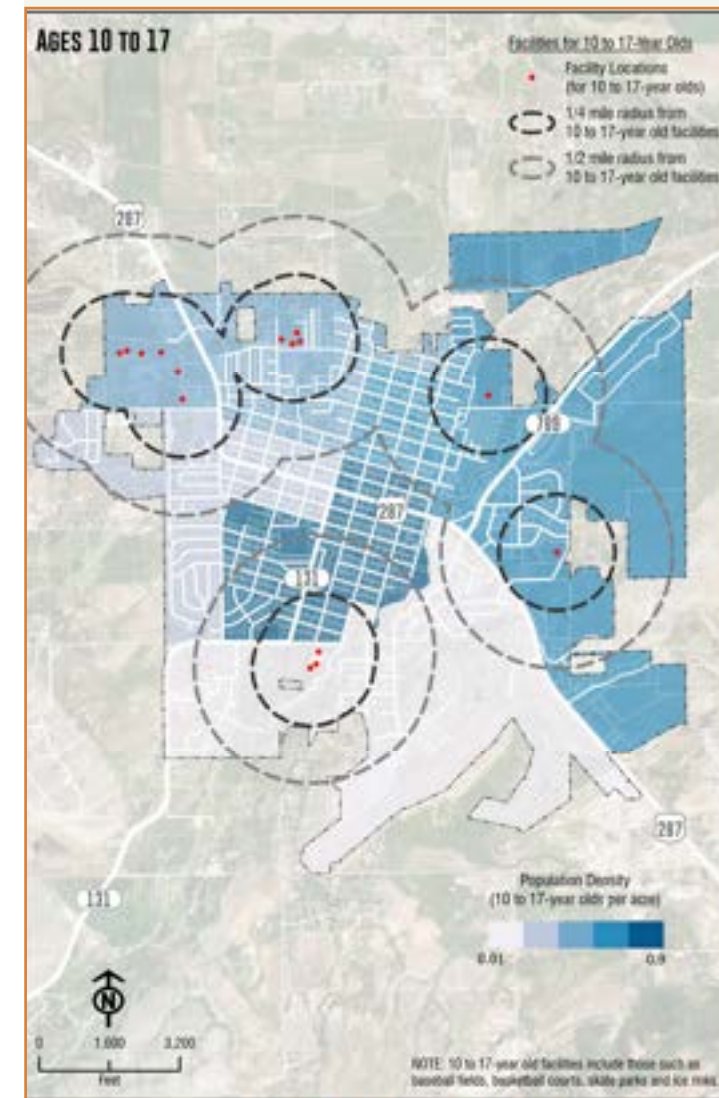 AGES 10 TO 17
Facilities for 10 to 17-Year Olds
Facility Locations
(for 10 to 17-year olds)
1/4 mile radius from
10 to 17-year old facilities
1/2 mile radius from
10 to 17-year old facilities
287
789
287
131
287
131
Population Density
(10 to 17-year olds per acre)
0.01
0.9
N
0
1,600
3,200
Feet
NOTE: 10 to 17-year old facilities include those such as
baseball fields, basketball courts, skate parks and ice rinks.